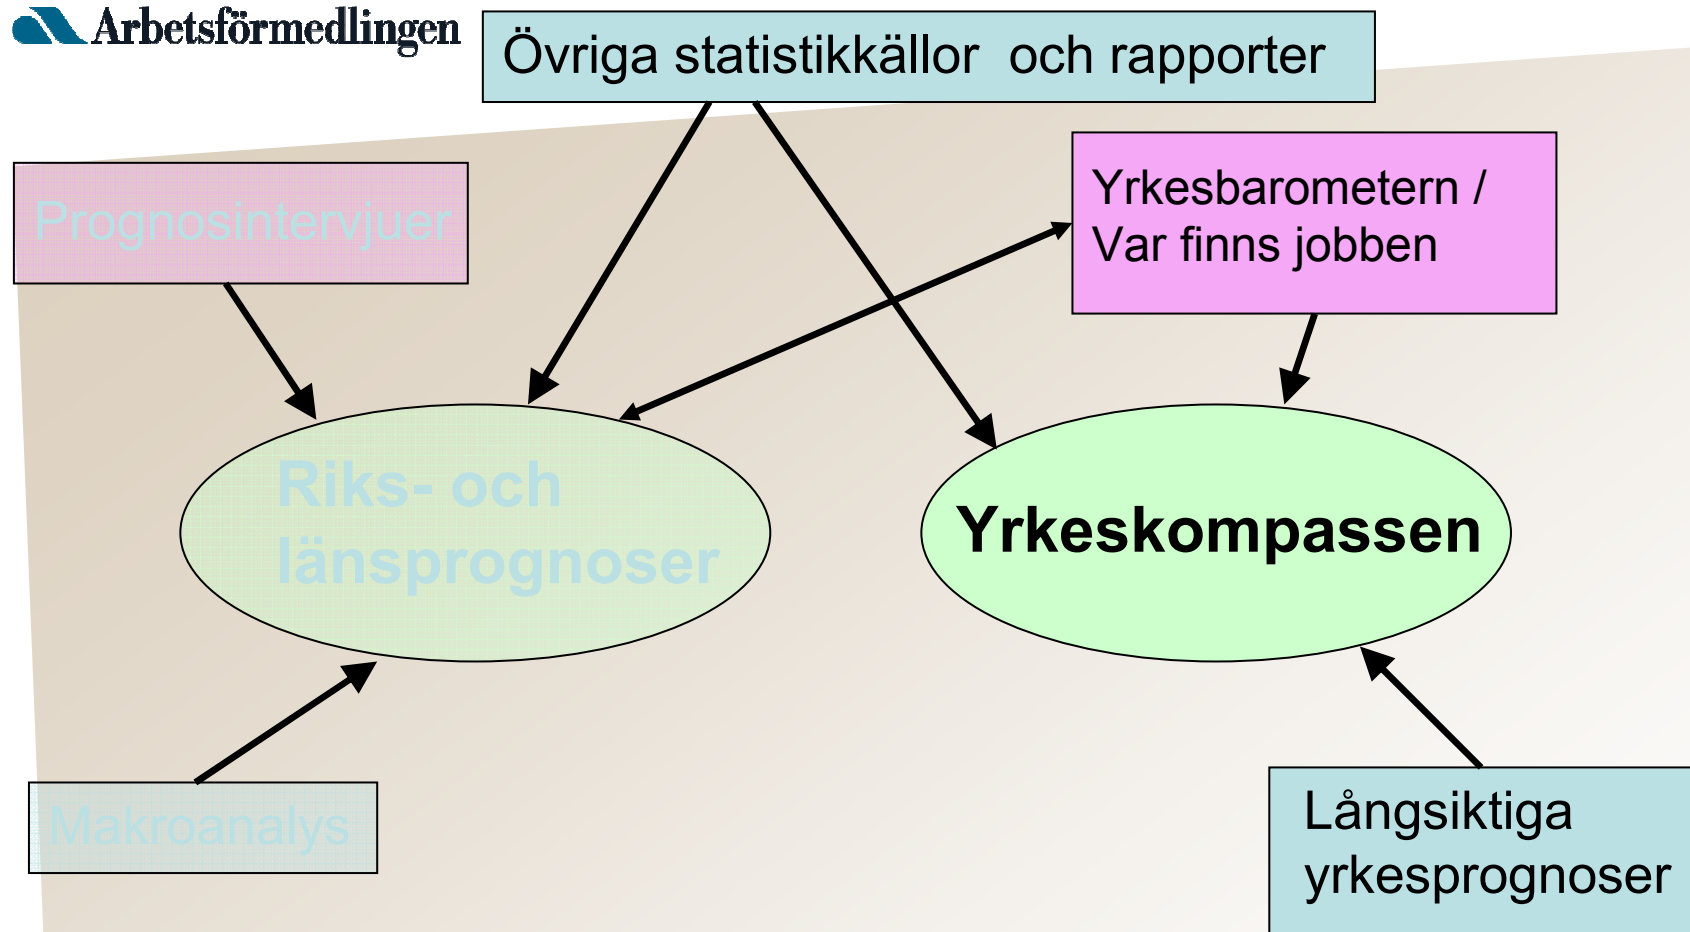 Arbetsförmedlingen
Övriga statistikkällor och rapporter
Prognosintervjuer
Yrkesbarometern /
Var finns jobben
Riks- och
länsprognoser
Yrkeskompassen
Makroanalys
Långsiktiga
yrkesprognoser